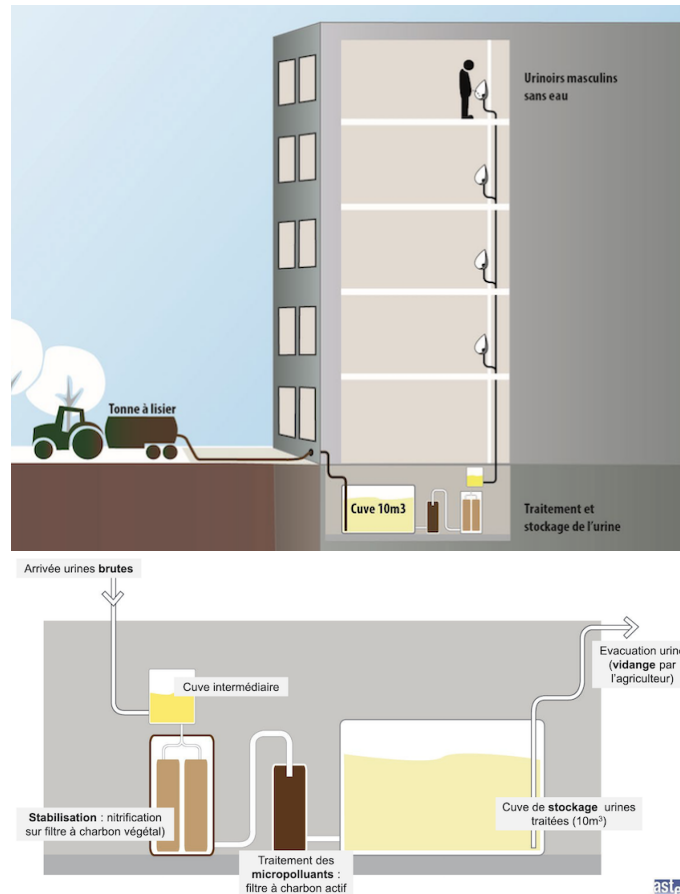 Urinoirs masculins
sans eau
Tonne à lisier
Cuve 10m3
Traitement et
stockage de l'urine
Arrivée urines brutes
Evacuation urine
(vidange par
l'agriculteur)
Cuve intermédiaire
Stabilisation : nitrification
sur filtre à charbon végétal)
Cuve de stockage urines
traitées (10m³)
Traitement des
micropolluants :
filtre à charbon actif